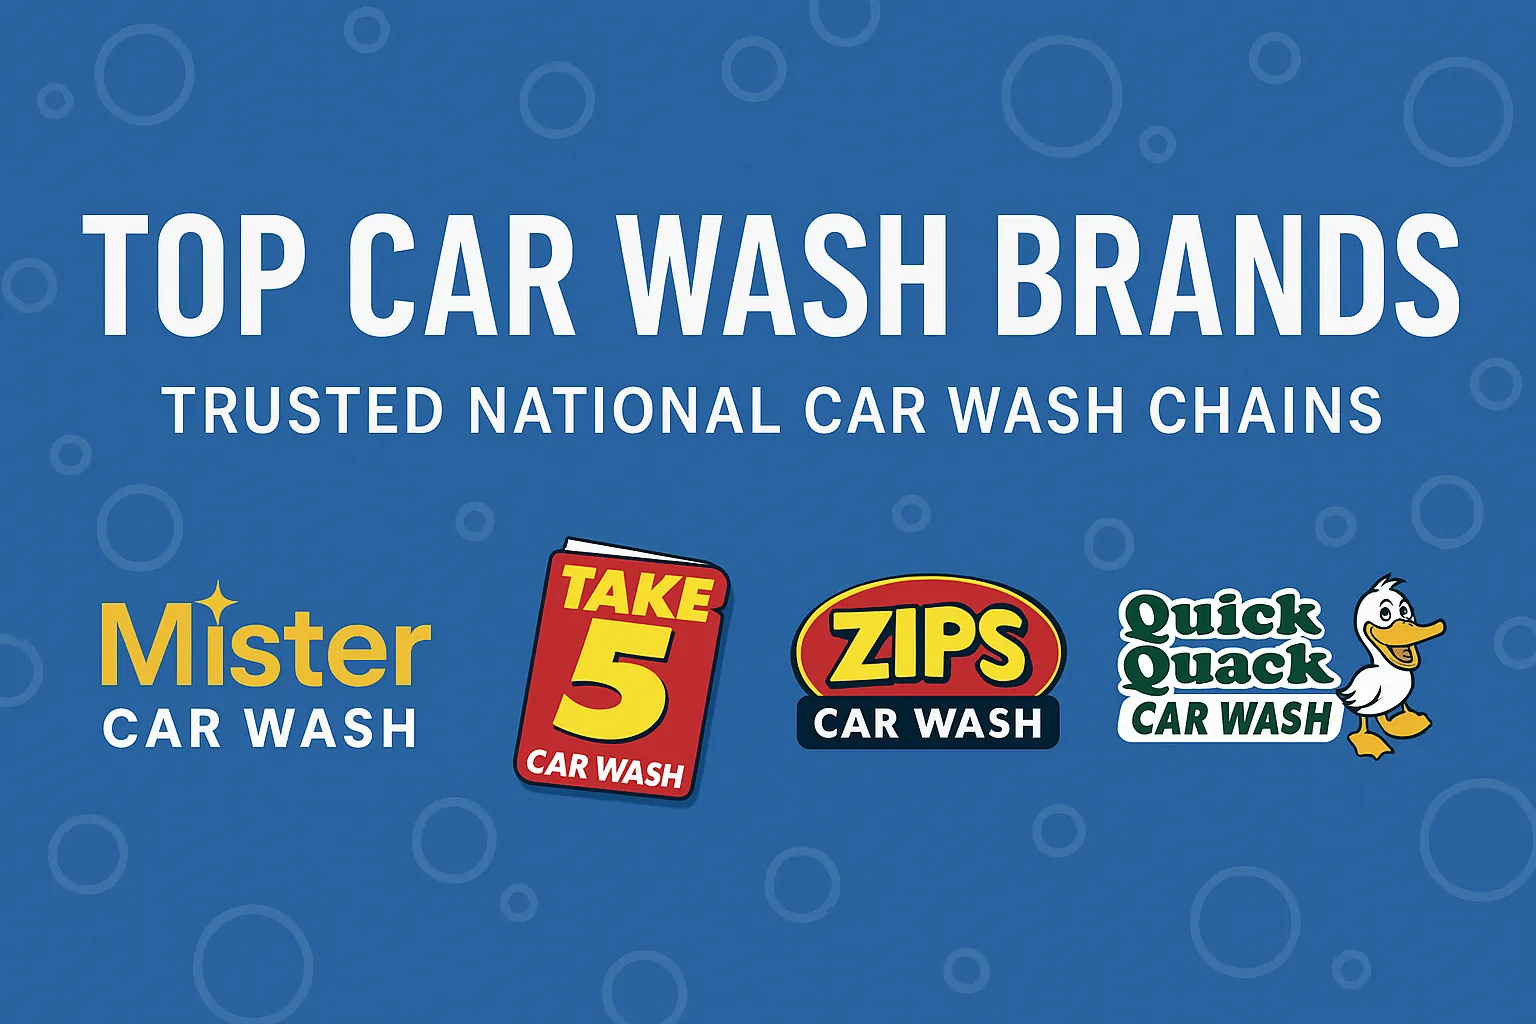 TOP CAR WASH BRANDS
TRUSTED NATIONAL CAR WASH CHAINS
Mister
CAR WASH
TAKE
5
CAR WASH
ZIPS
CAR WASH
Quick
Quack
CAR WASH